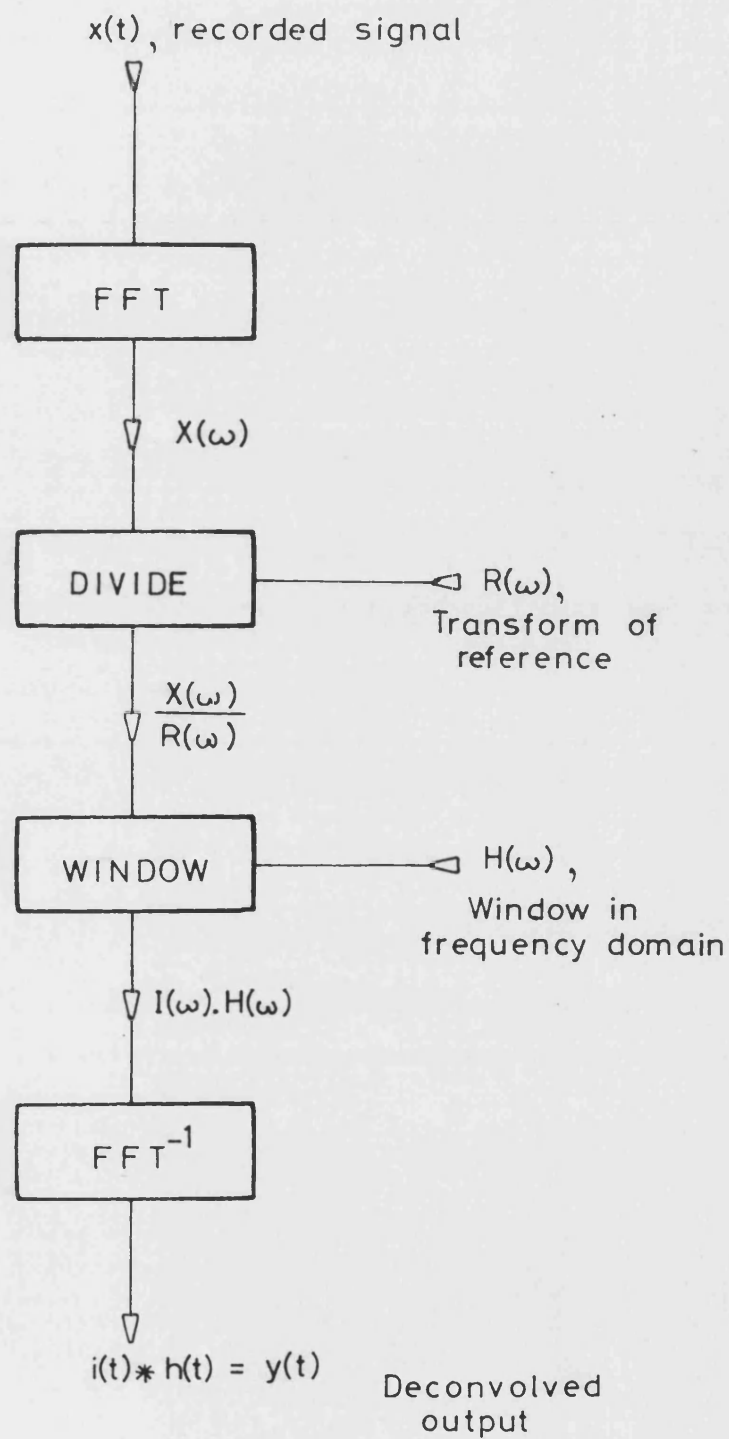 x(t), recorded signal
FFT
X(ω)
DIVIDE
R(ω),
Transform of
reference
X(ω)
R(ω)
WINDOW
H(ω),
Window in
frequency domain
I(ω).H(ω)
FFT⁻¹
i(t)* h(t) = y(t)
Deconvolved
output